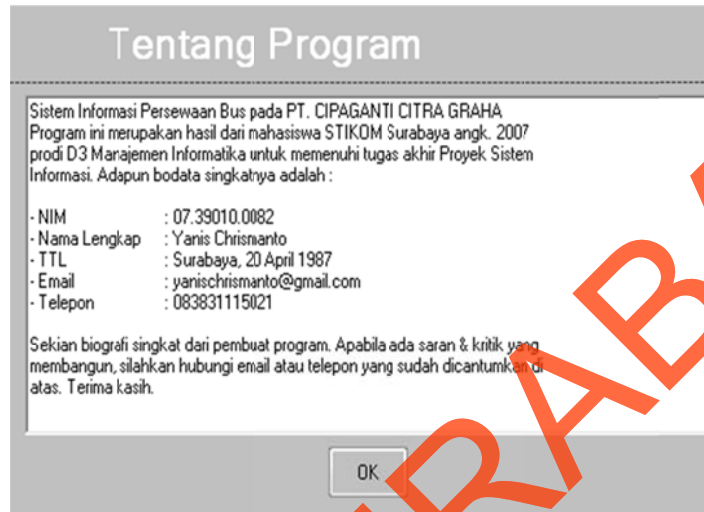 Tentang Program
Sistem Informasi Persewaan Bus pada PT. CIPAGANTI CITRA GRAHA
Program ini merupakan hasil dari mahasiswa STIKOM Surabaya angk. 2007
prodi D3 Manajemen Informatika untuk memenuhi tugas akhir Proyek Sistem
Informasi. Adapun bodata singkatnya adalah :
- NIM : 07.39010.0082
- Nama Lengkap : Yanis Chrismanto
- TTL : Surabaya, 20 April 1987
- Email : yanischrismanto@gmail.com
- Telepon : 083831115021
Sekian biografi singkat dari pembuat program. Apabila ada saran & kritik yang
membangun, silahkan hubungi email atau telepon yang sudah dicantumkan di
atas. Terima kasih.
OK
RABA